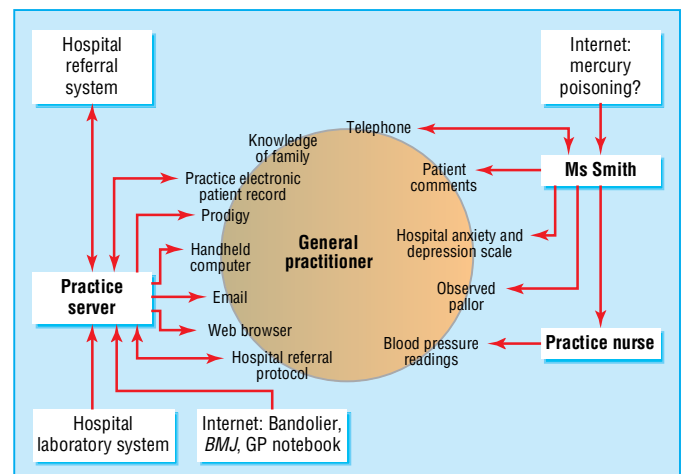 Hospital
referral
system
Internet:
mercury
poisoning?
Telephone
Knowledge
of family
Patient
comments
Ms Smith
Practice electronic
patient record
Prodigy
General
practitioner
Hospital anxiety and
depression scale
Handheld
computer
Practice
server
Email
Observed
pallor
Web browser
Blood pressure
readings
Practice nurse
Hospital referral
protocol
Hospital
laboratory system
Internet: Bandolier,
BMJ, GP notebook